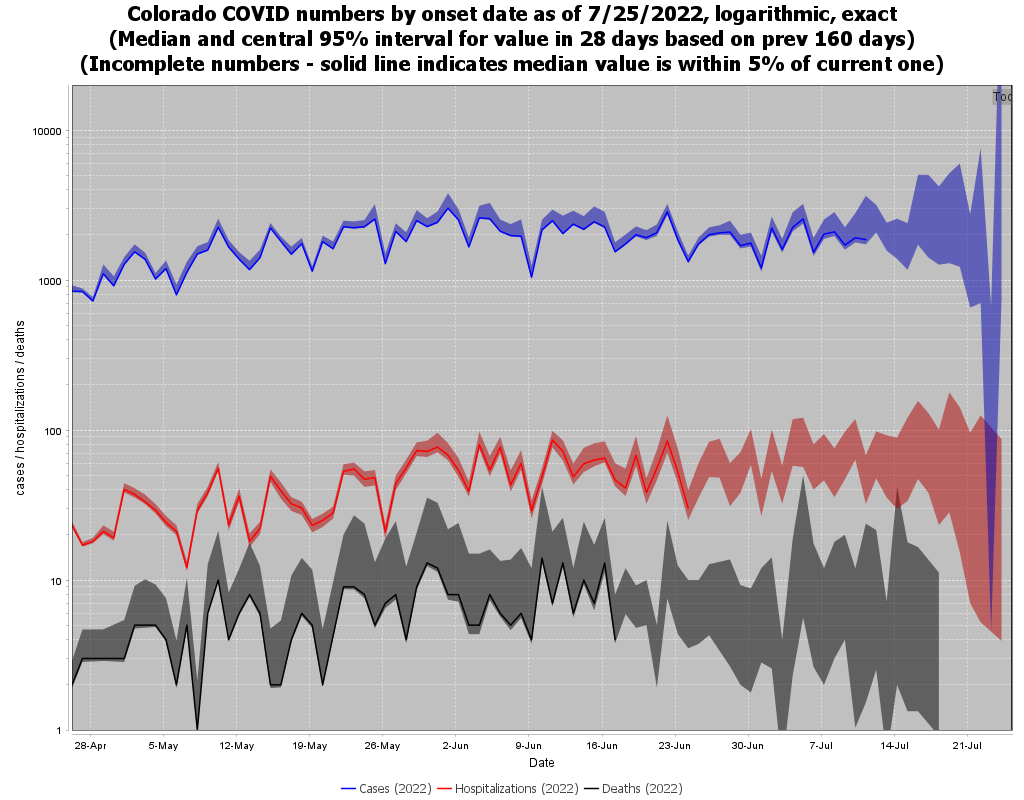 Colorado COVID numbers by onset date as of 7/25/2022, logarithmic, exact
(Median and central 95% interval for value in 28 days based on prev 160 days)
(Incomplete numbers - solid line indicates median value is within 5% of current one)
Toc
10000
1000
100
10
1
cases / hospitalizations / deaths
28-Apr 5-May 12-May 19-May 26-May 2-Jun 9-Jun 16-Jun 23-Jun 30-Jun 7-Jul 14-Jul 21-Jul
Date
Cases (2022) Hospitalizations (2022) Deaths (2022)